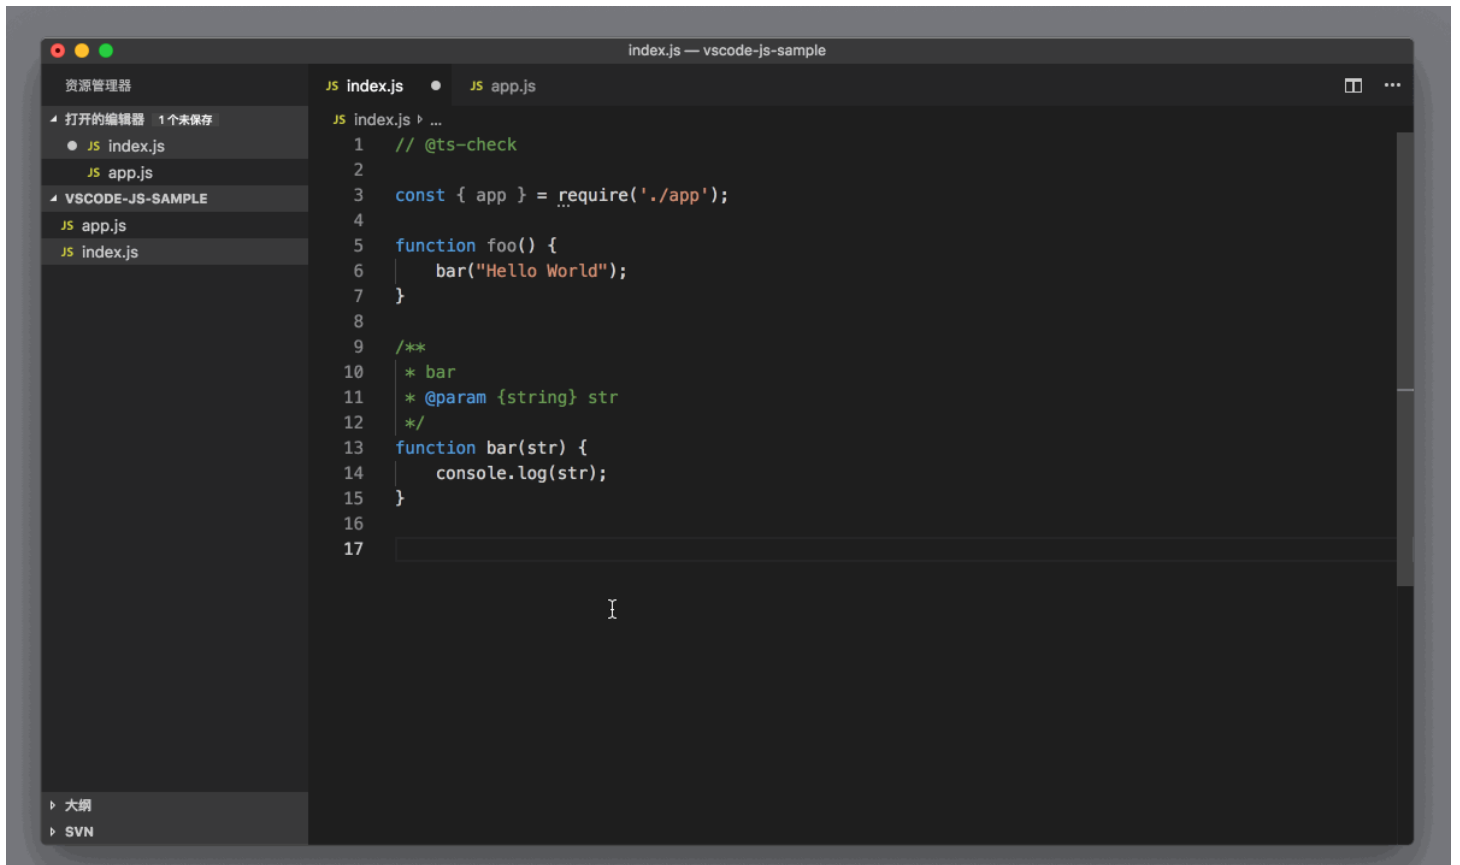 index.js — vscode-js-sample
资源管理器
JS index.js
JS app.js
打开的编辑器 1 个未保存
JS index.js
JS app.js
VSCODE-JS-SAMPLE
JS app.js
JS index.js
大纲
SVN
JS index.js ...
1 // @ts-check
2
3 const { app } = require('./app');
4
5 function foo() {
6 bar("Hello World");
7 }
8
9 /**
10 * bar
11 * @param {string} str
12 */
13 function bar(str) {
14 console.log(str);
15 }
16
17